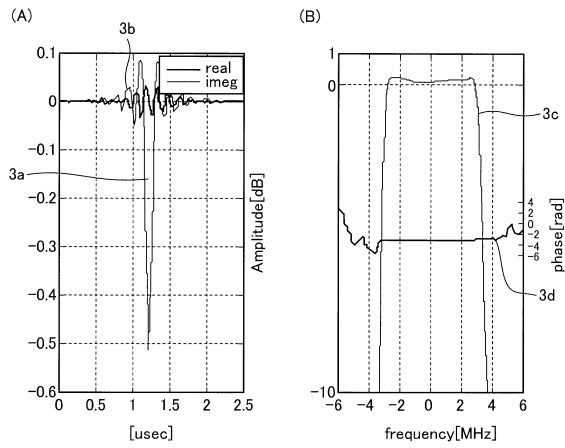 (A)
3b
real
imeg
0.1
0
-0.1
-0.2
-0.3
-0.4
-0.5
-0.6
3a
0
0.5
1.0
1.5
2.0
2.5
[usec]
(B)
Amplitude[dB]
1
0
-10
3c
4
2
0
-2
-4
-6
phase[rad]
3d
-6
-4
-2
0
2
4
6
frequency[MHz]